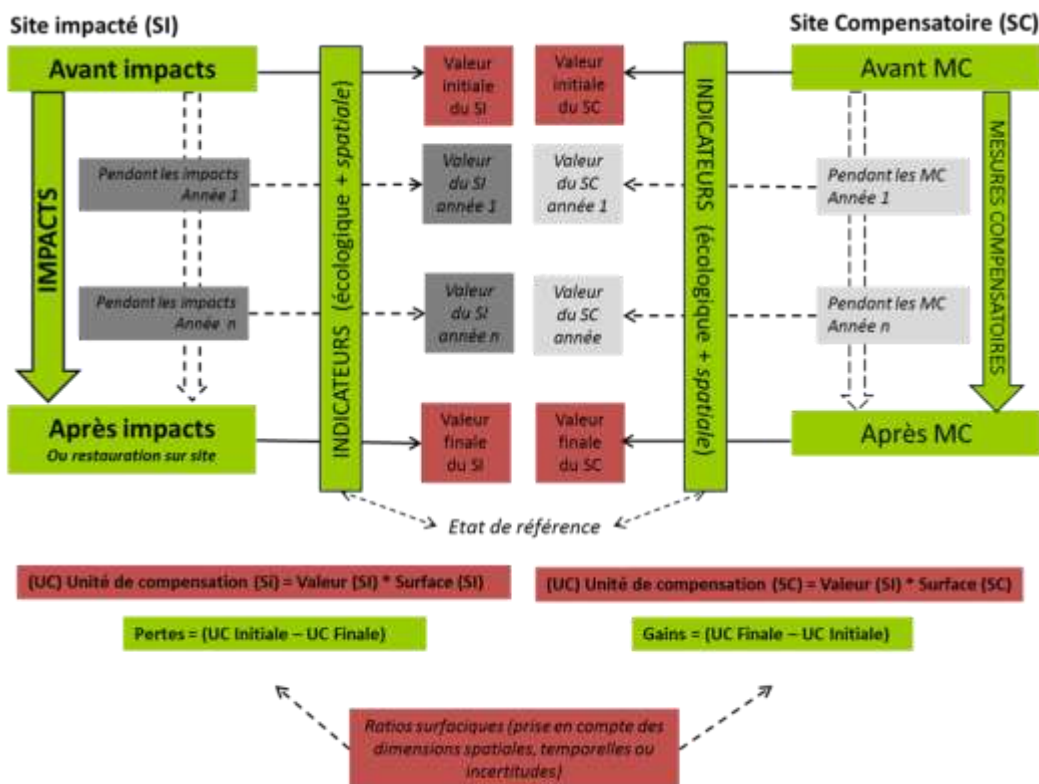 Site impacté (SI)
Site Compensatoire (SC)
Avant impacts
Valeur
initiale
du SI
Valeur
initiale
du SC
Avant MC
IMPACTS
INDICATEURS (écologique + spatiale)
INDICATEURS (écologique + spatiale)
MESURES COMPENSATOIRES
Pendant les impacts
Année 1
Valeur
du SI
année 1
Valeur
du SC
année 1
Pendant les MC
Année 1
Pendant les impacts
Année n
Valeur
du SI
année n
Valeur
du SC
année
Pendant les MC
Année n
Après impacts
Ou restauration sur site
Valeur
finale
du SI
Valeur
finale
du SC
Après MC
Etat de référence
(UC) Unité de compensation (Si) = Valeur (SI) * Surface (SI)
(UC) Unité de compensation (SC) = Valeur (SI) * Surface (SC)
Pertes = (UC Initiale – UC Finale)
Gains = (UC Finale – UC Initiale)
Ratios surfaciques (prise en compte des
dimensions spatiales, temporelles ou
incertitudes)